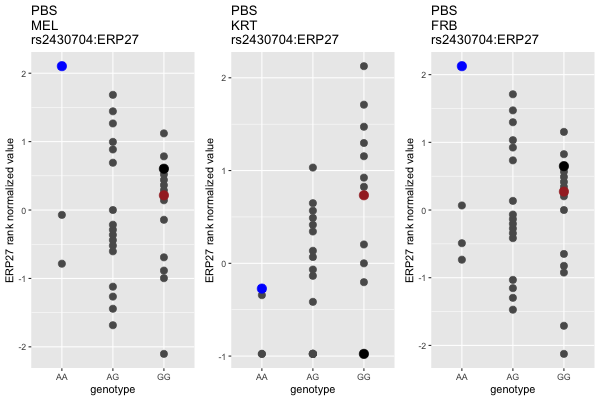 PBS
MEL
rs2430704:ERP27
ERP27 rank normalized value
2
1
0
-1
-2
AA AG GG
genotype
PBS
KRT
rs2430704:ERP27
ERP27 rank normalized value
2
1
0
-1
AA AG GG
genotype
PBS
FRB
rs2430704:ERP27
ERP27 rank normalized value
2
1
0
-1
-2
AA AG GG
genotype